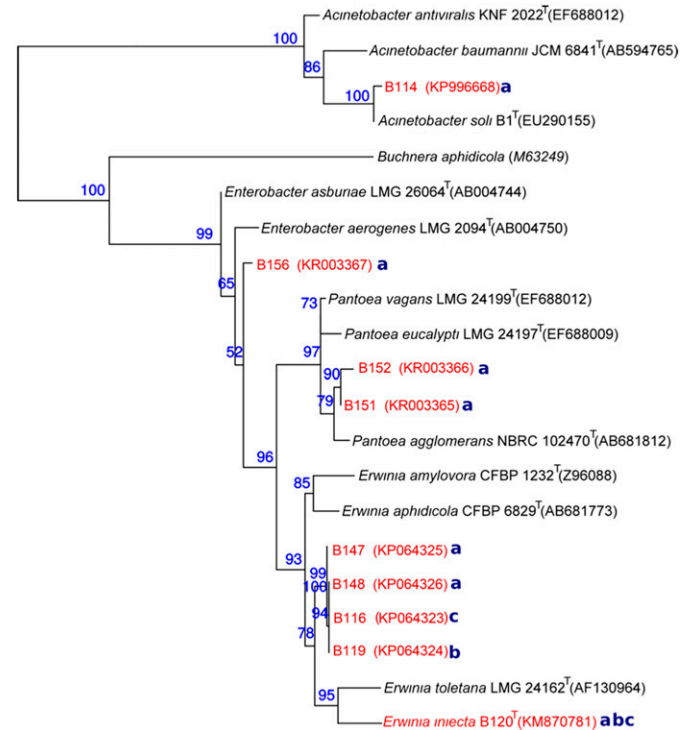 Acinetobacter antiviralis KNF 2022T(EF688012)
100
Acinetobacter baumannii JCM 6841T(AB594765)
86
B114 (KP996668)a
100
Acinetobacter soli B1T(EU290155)
Buchnera aphidicola (M63249)
100
Enterobacter asburiae LMG 26064T(AB004744)
99
Enterobacter aerogenes LMG 2094T(AB004750)
B156 (KR003367) a
65
Pantoea vagans LMG 24199T(EF688012)
73
Pantoea eucalypti LMG 24197T(EF688009)
52
97
B152 (KR003366) a
90
B151 (KR003365) a
79
Pantoea agglomerans NBRC 102470T(AB681812)
96
Erwinia amylovora CFBP 1232T(Z96088)
85
Erwinia aphidicola CFBP 6829T(AB681773)
B147 (KP064325) a
93
99
B148 (KP064326) a
100
B116 (KP064323)c
94
78
B119 (KP064324)b
Erwinia toletana LMG 24162T(AF130964)
95
Erwinia iniecta B120T(KM870781) abc